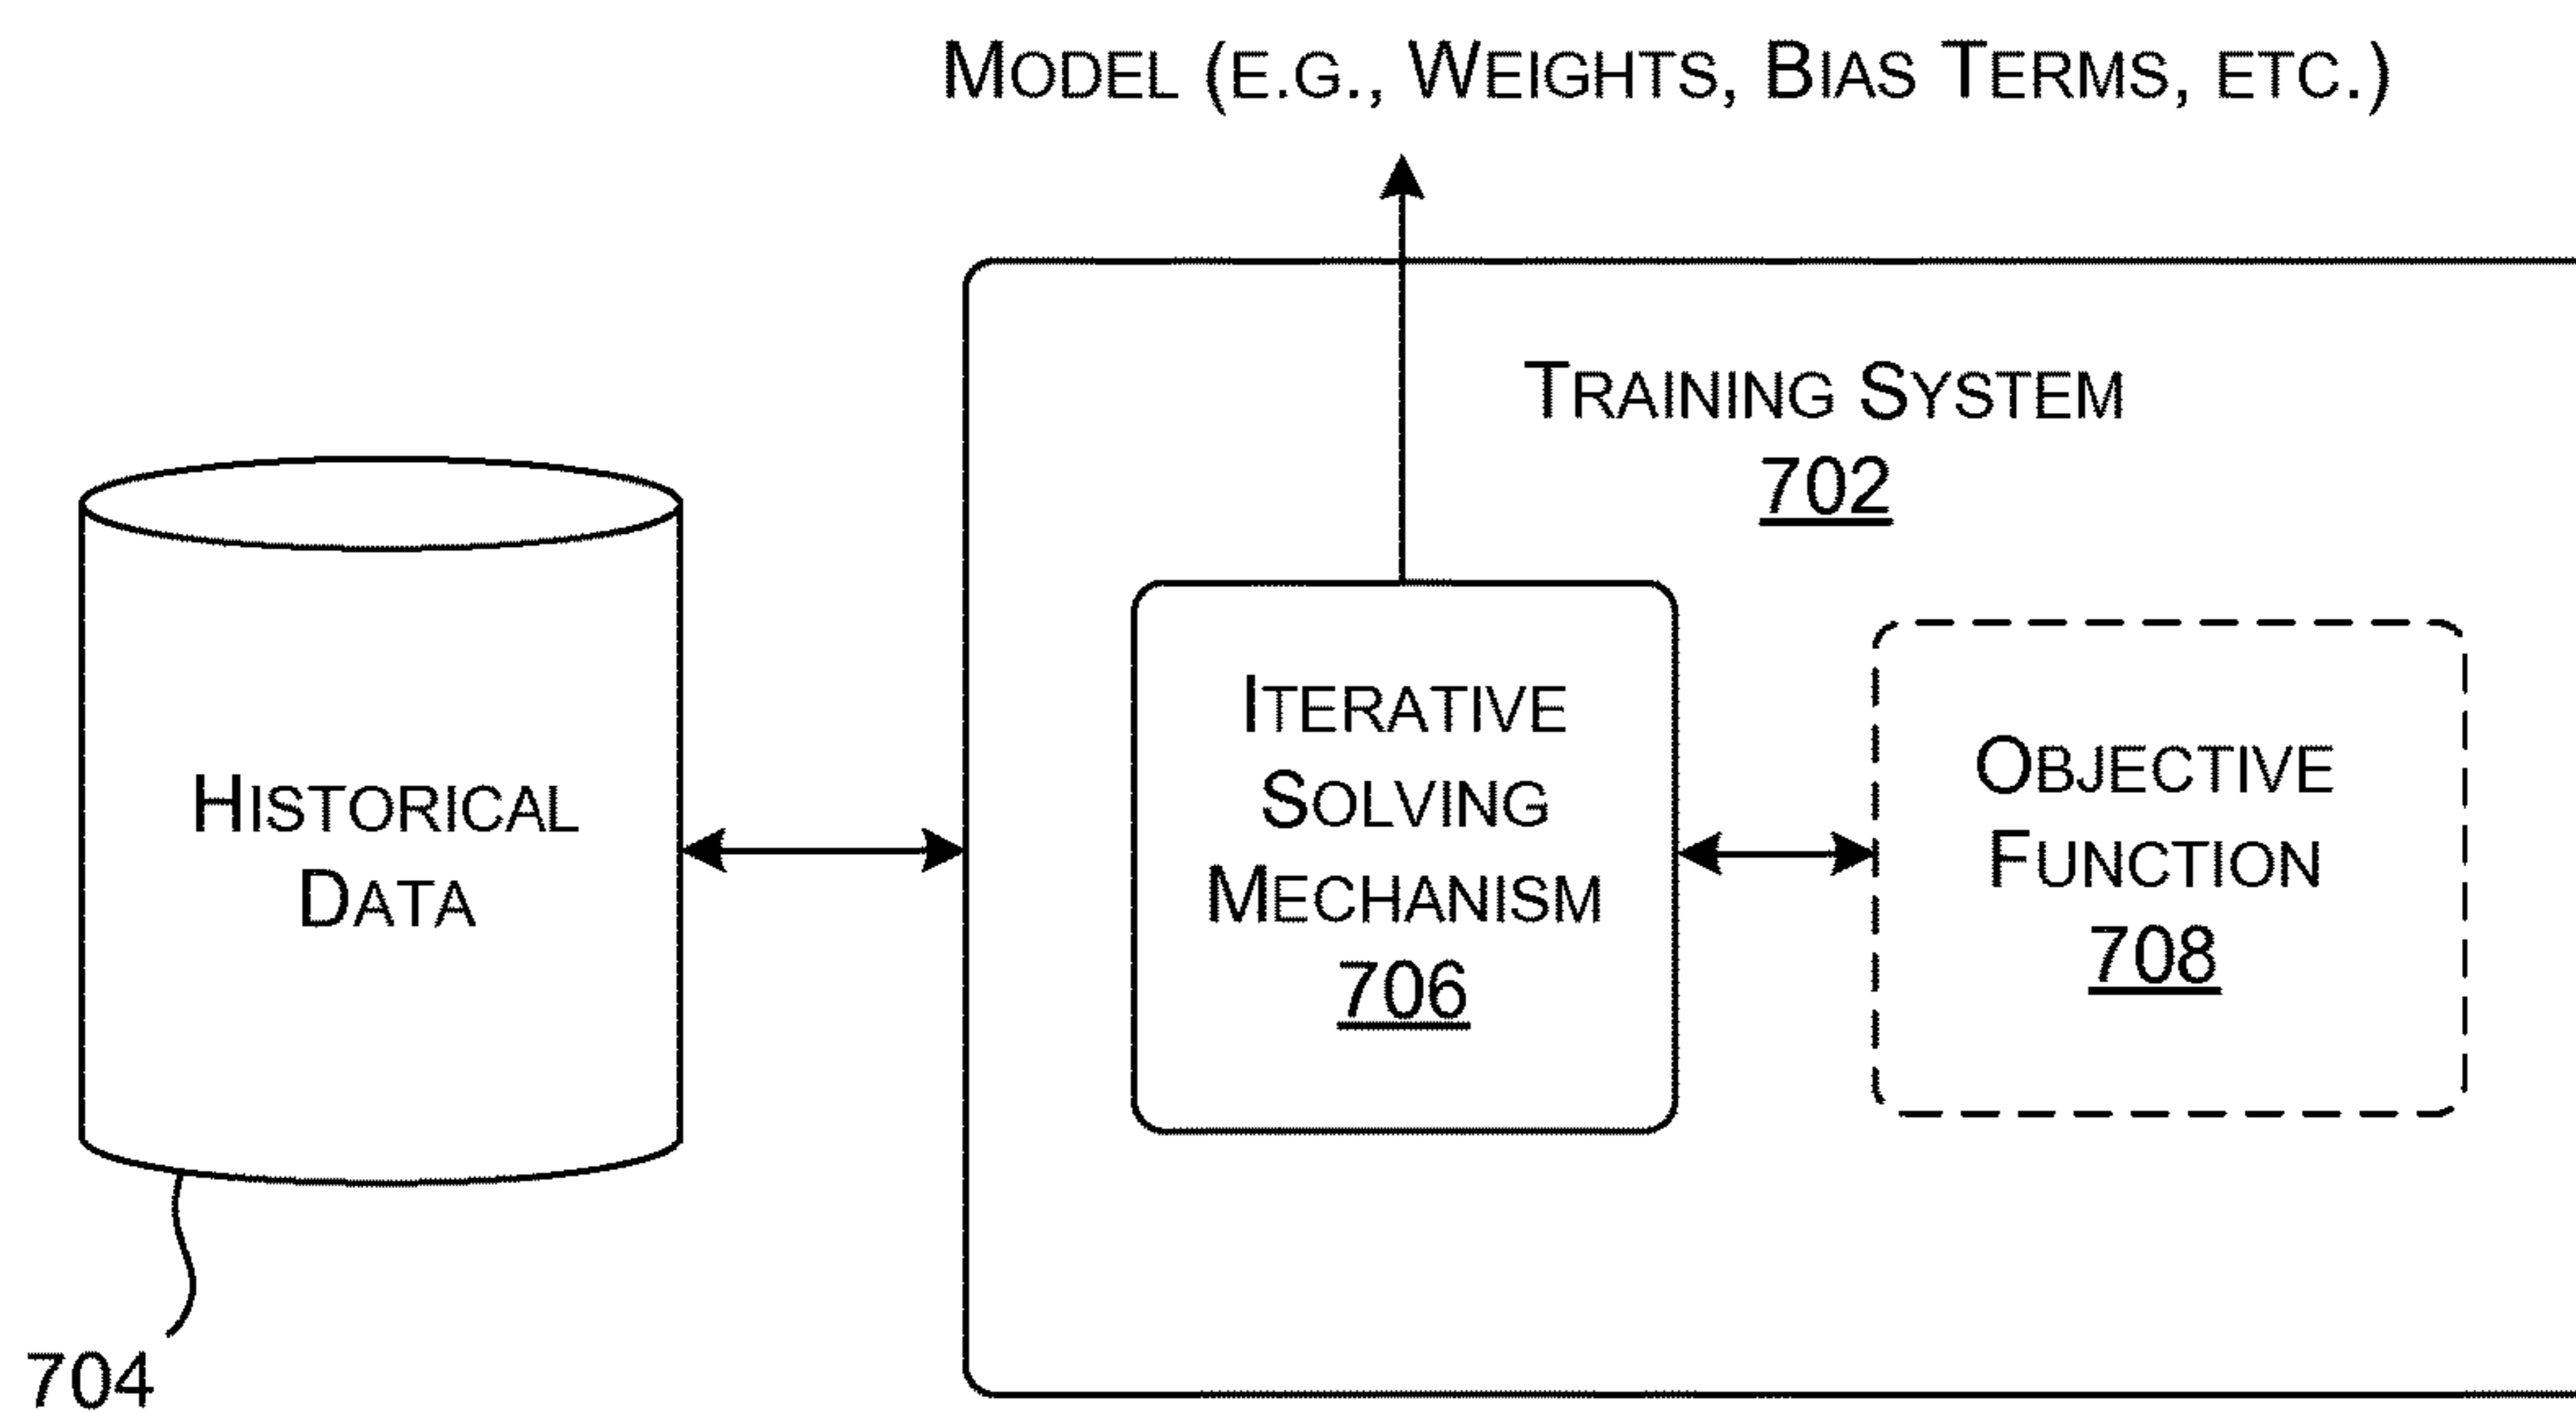 MODEL (E.G., WEIGHTS, BIAS TERMS, ETC.)
TRAINING SYSTEM
702
HISTORICAL
DATA
704
ITERATIVE
SOLVING
MECHANISM
706
OBJECTIVE
FUNCTION
708